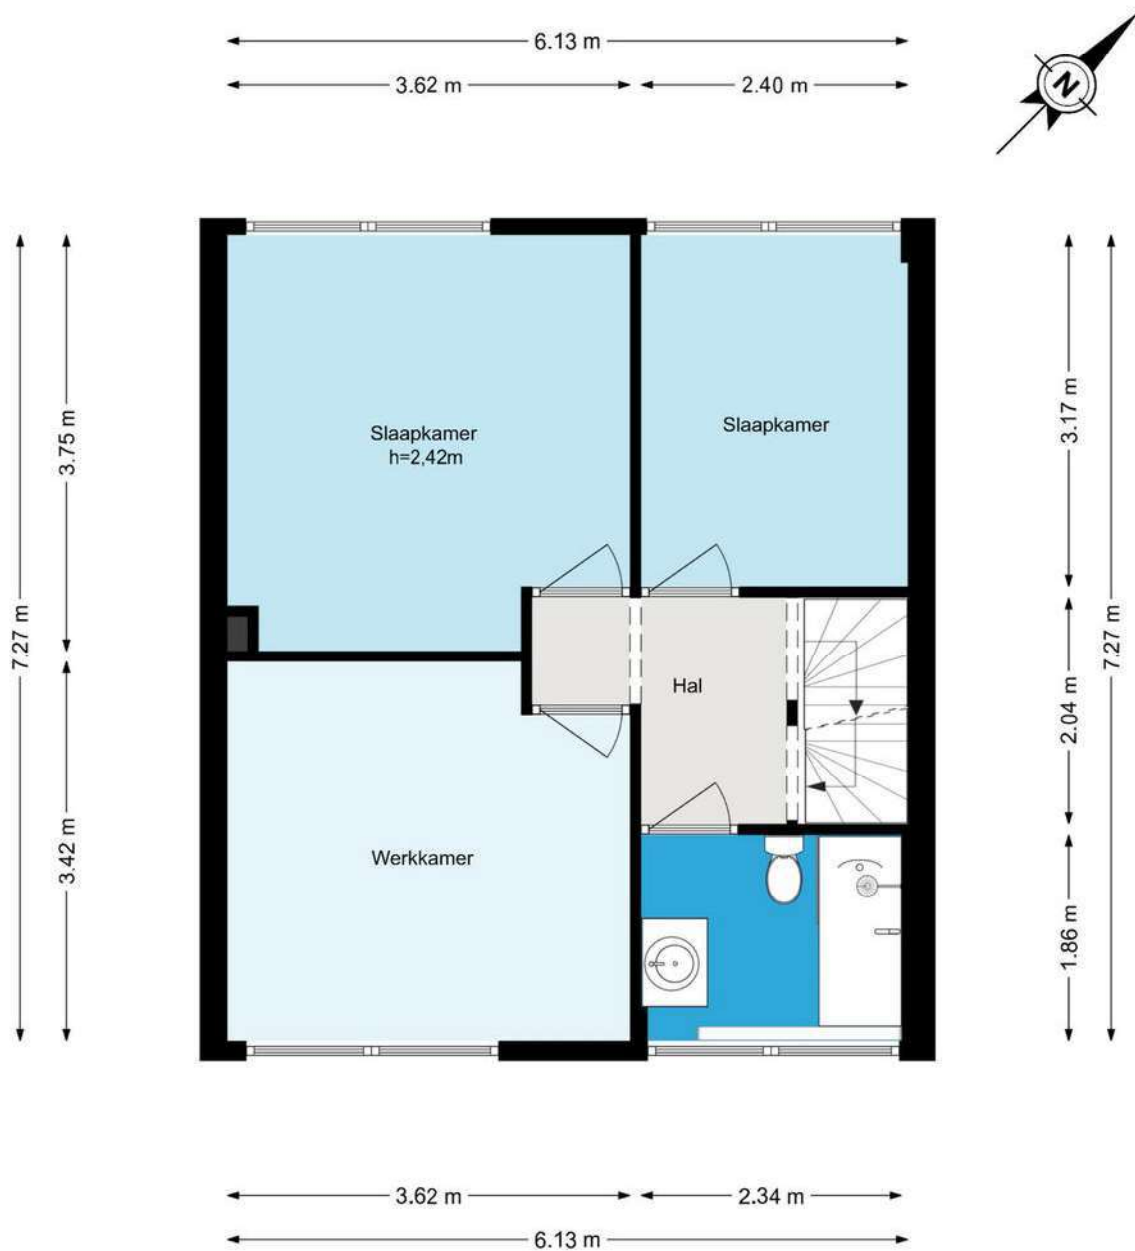 6.13 m
3.62 m
2.40 m
N
3.75 m
3.17 m
Slaapkamer
h=2,42m
Slaapkamer
7.27 m
7.27 m
Hal
2.04 m
3.42 m
Werkkamer
1.86 m
3.62 m
2.34 m
6.13 m